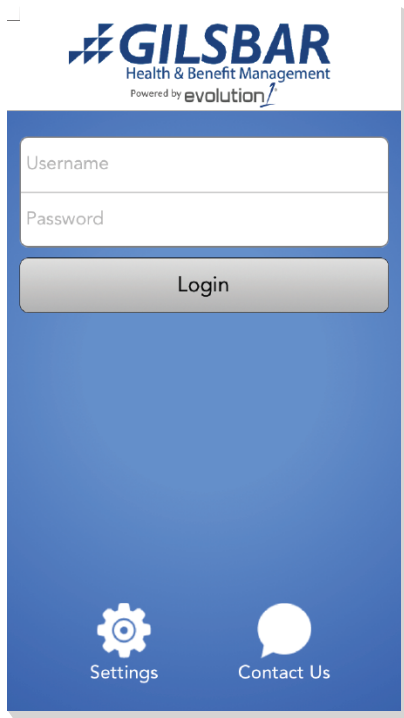 GILSBAR
Health & Benefit Management
Powered by evolution1
Username
Password
Login
Settings
Contact Us